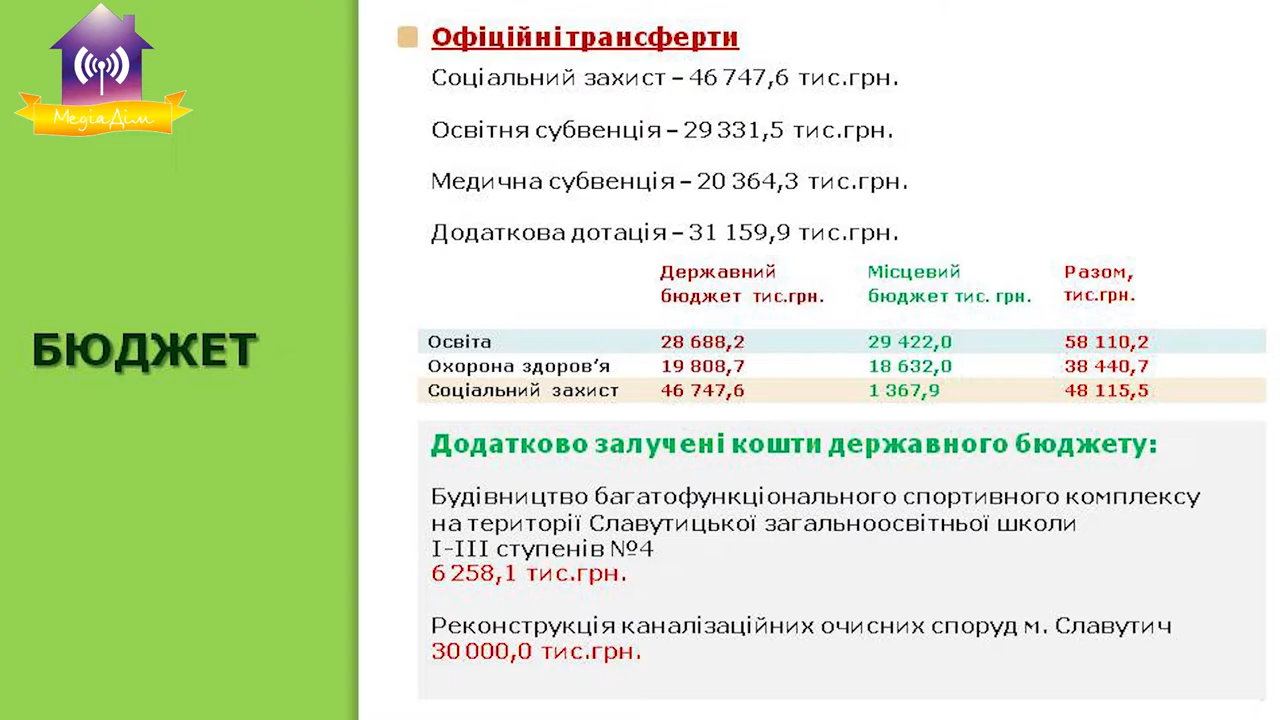 МедіаДім
БЮДЖЕТ
Офіційні трансферти
Соціальний захист – 46 747,6 тис.грн.
Освітня субвенція – 29 331,5 тис.грн.
Медична субвенція – 20 364,3 тис.грн.
Додаткова дотація – 31 159,9 тис.грн.
Державний Місцевий Разом,
бюджет тис.грн. бюджет тис. грн. тис.грн.
Освіта 28 688,2 29 422,0 58 110,2
Охорона здоров’я 19 808,7 18 632,0 38 440,7
Соціальний захист 46 747,6 1 367,9 48 115,5
Додатково залучені кошти державного бюджету:
Будівництво багатофункціонального спортивного комплексу
на території Славутицької загальноосвітньої школи
І-ІІІ ступенів №4
6 258,1 тис.грн.
Реконструкція каналізаційних очисних споруд м. Славутич
30 000,0 тис.грн.